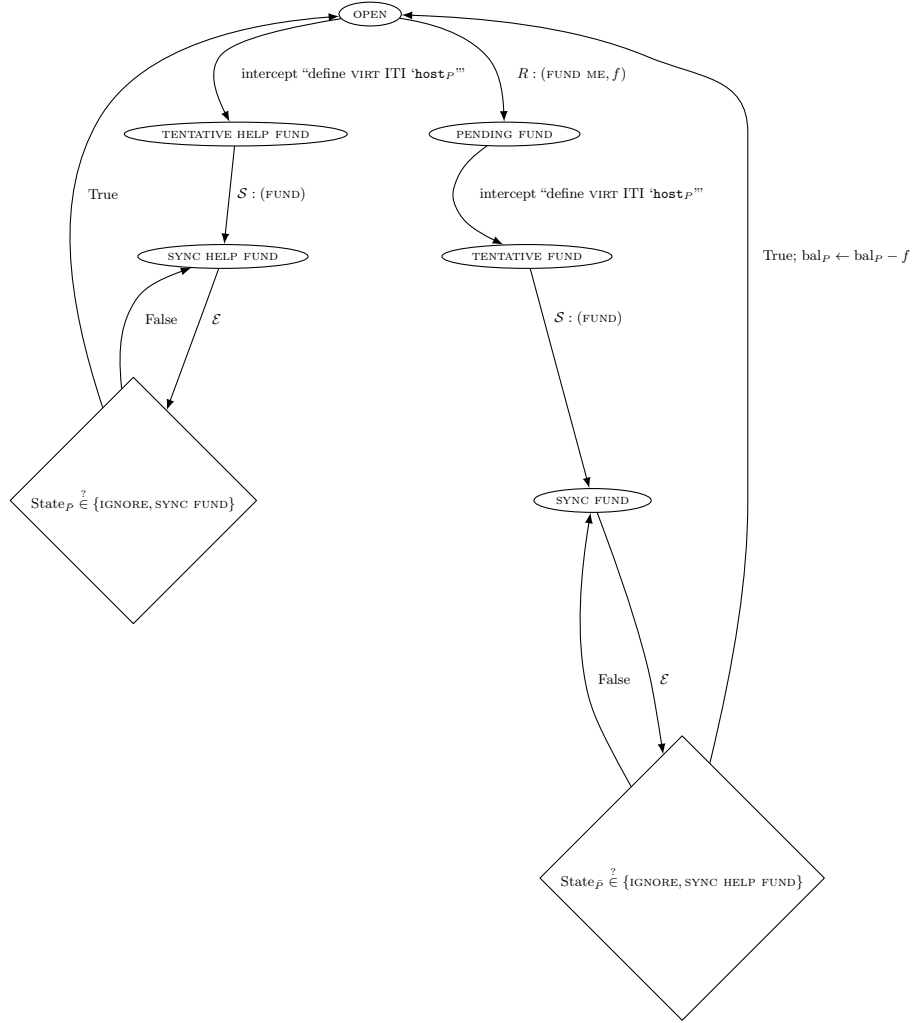 OPEN
intercept “define VIRT ITI ‘host_P’”
R : (FUND ME, f)
TENTATIVE HELP FUND
PENDING FUND
True
S : (FUND)
intercept “define VIRT ITI ‘host_P’”
SYNC HELP FUND
TENTATIVE FUND
True; bal_P ← bal_P − f
False
ℰ
S : (FUND)
State_P̄ ∈? {IGNORE, SYNC FUND}
SYNC FUND
False
ℰ
State_P̄ ∈? {IGNORE, SYNC HELP FUND}